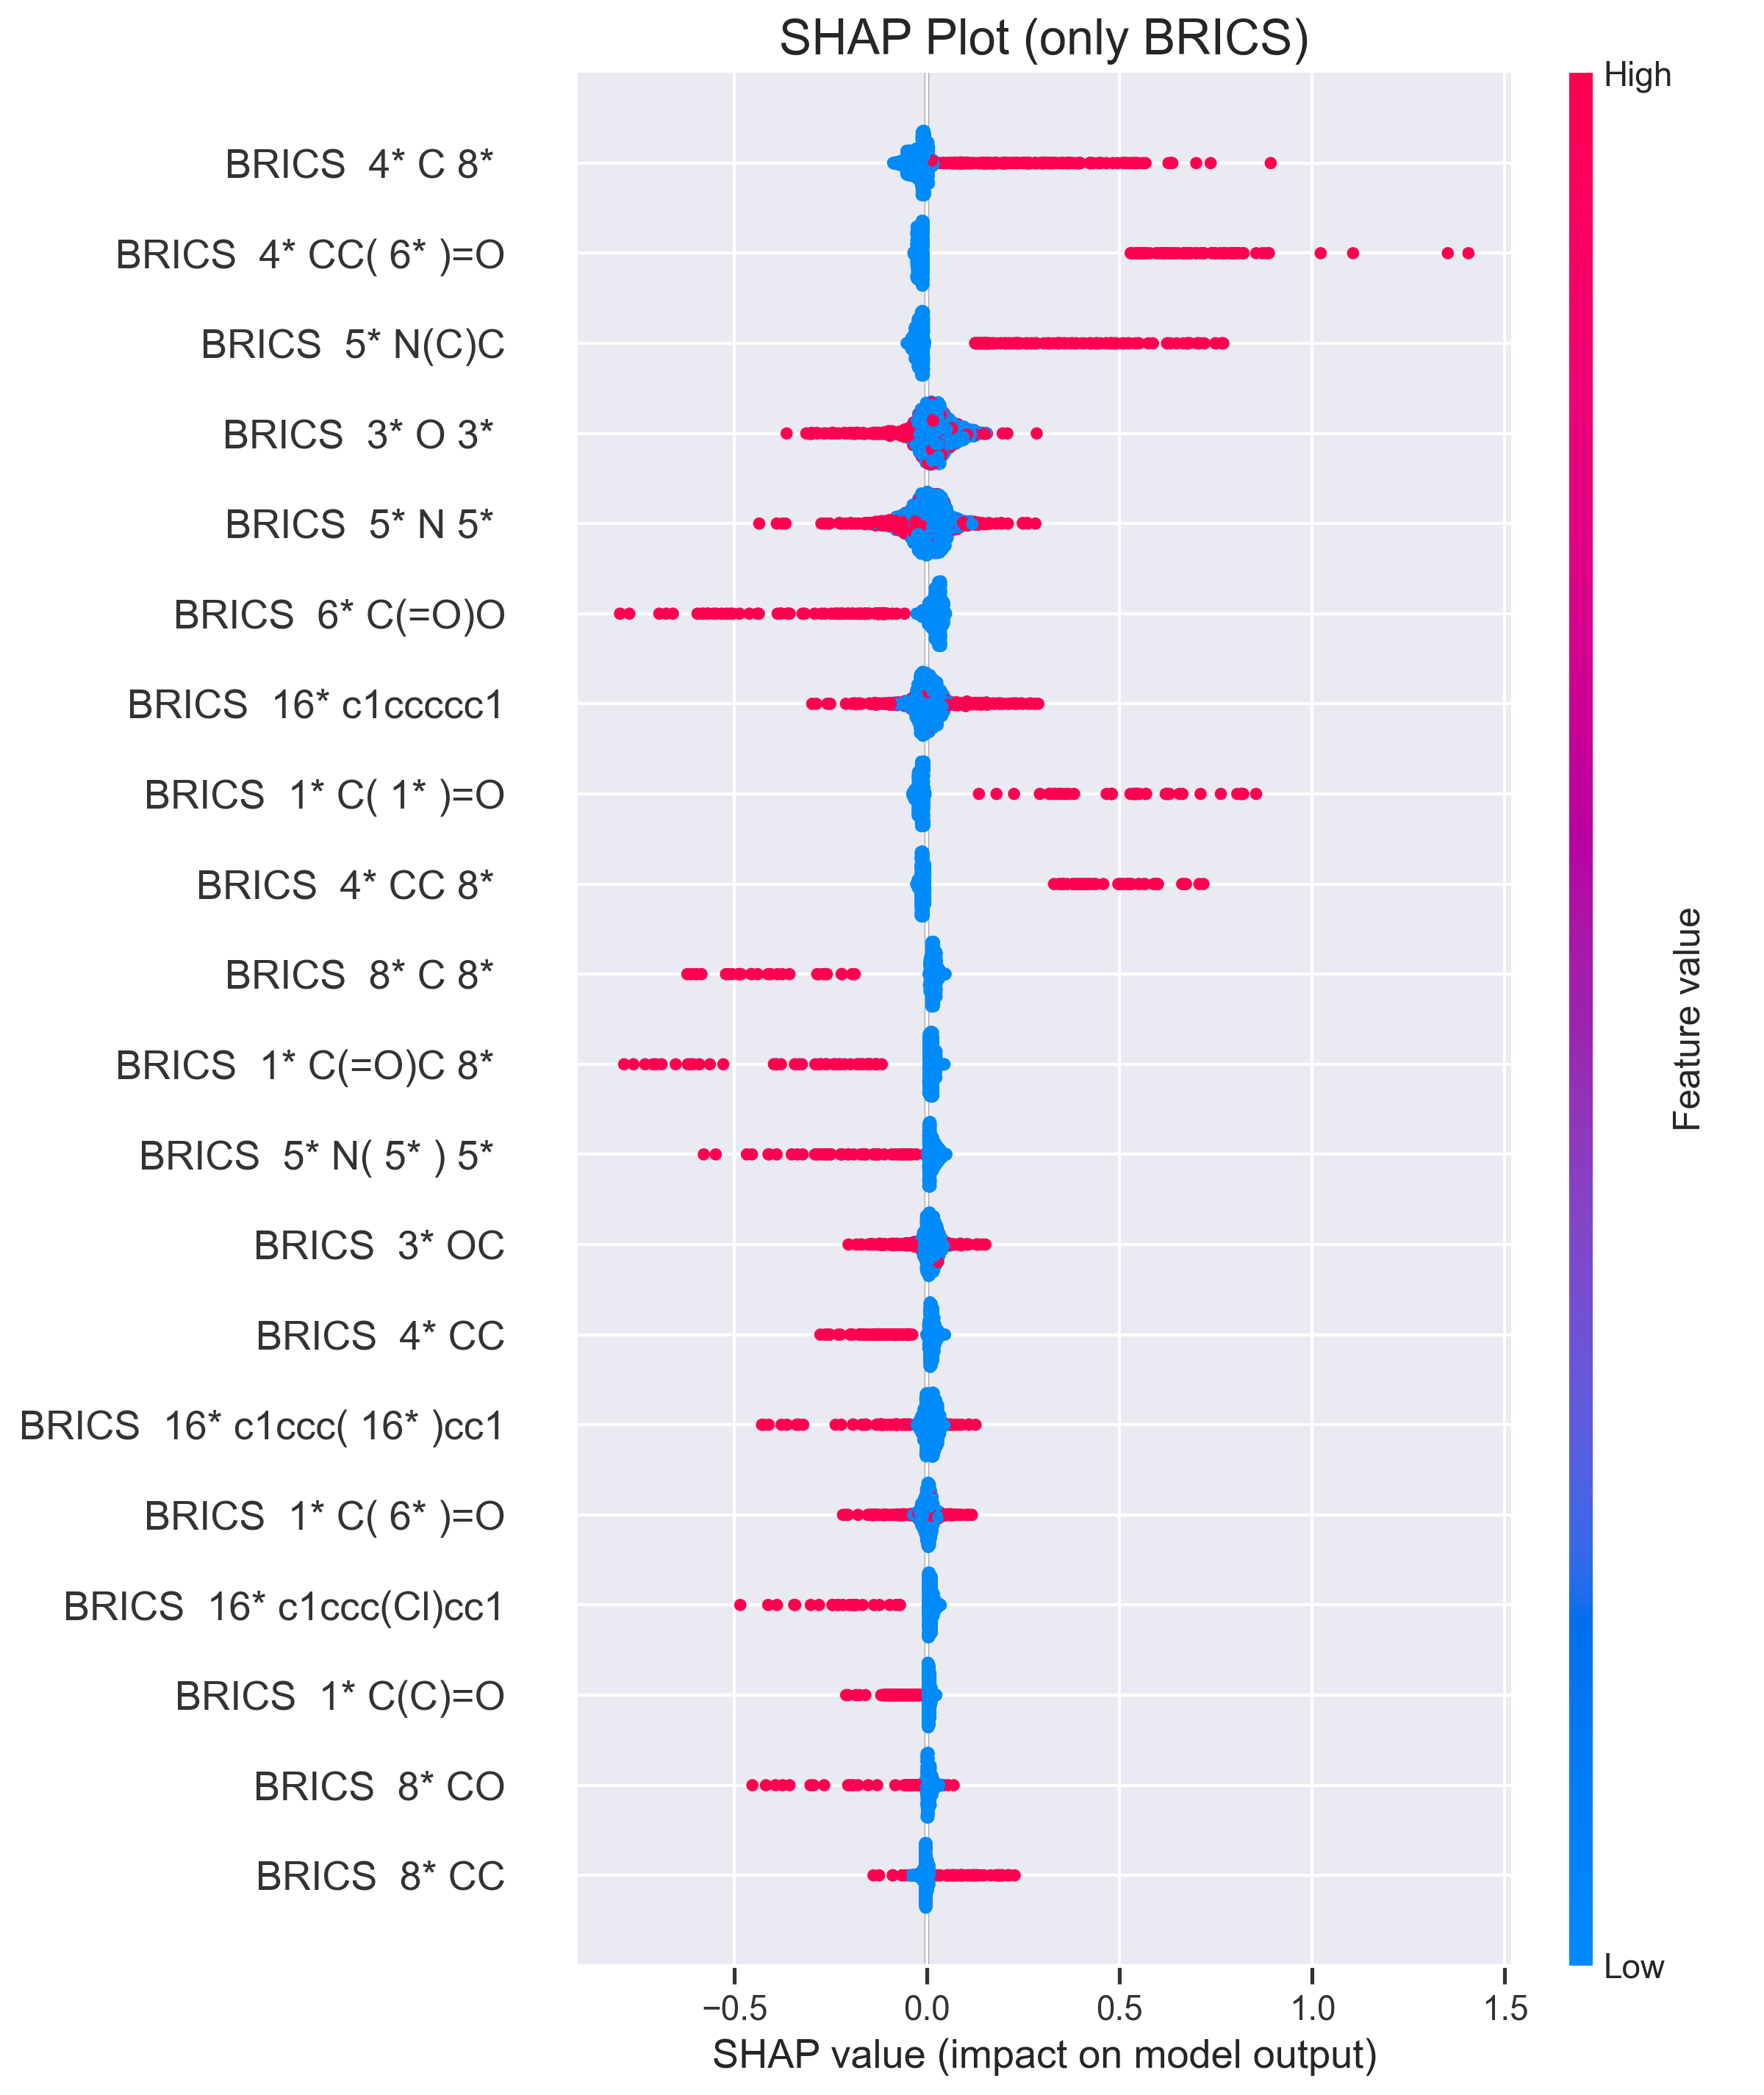 SHAP Plot (only BRICS)
High
BRICS  4* C 8*
BRICS  4* CC( 6* )=O
BRICS  5* N(C)C
BRICS  3* O 3*
BRICS  5* N 5*
BRICS  6* C(=O)O
BRICS  16* c1ccccc1
BRICS  1* C( 1* )=O
BRICS  4* CC 8*
BRICS  8* C 8*
BRICS  1* C(=O)C 8*
BRICS  5* N( 5* ) 5*
BRICS  3* OC
BRICS  4* CC
BRICS  16* c1ccc( 16* )cc1
BRICS  1* C( 6* )=O
BRICS  16* c1ccc(Cl)cc1
BRICS  1* C(C)=O
BRICS  8* CO
BRICS  8* CC
Feature value
Low
−0.5 0.0 0.5 1.0 1.5
SHAP value (impact on model output)